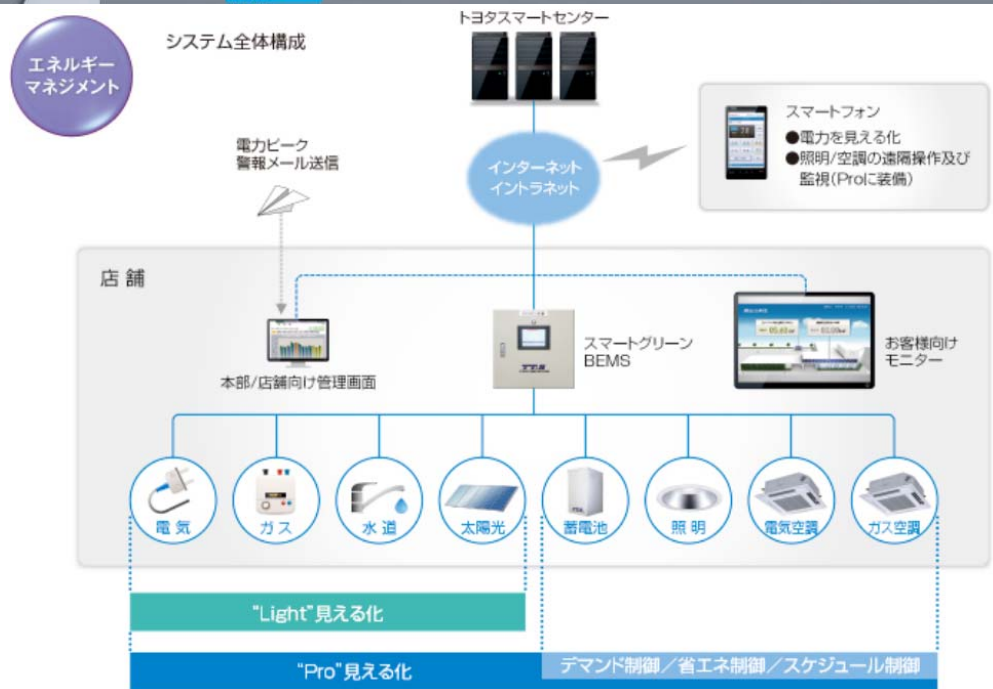 トヨタスマートセンター
システム全体構成
エネルギー
マネジメント
スマートフォン
●電力を見える化
●照明/空調の遠隔操作及び
監視(Proに装備)
電力ピーク
警報メール送信
インターネット
イントラネット
店舗
スマートグリーン
BEMS
お客様向け
モニター
本部/店舗向け管理画面
電気
ガス
水道
太陽光
蓄電池
照明
電気空調
ガス空調
“Light”見える化
“Pro”見える化
デマンド制御／省エネ制御／スケジュール制御